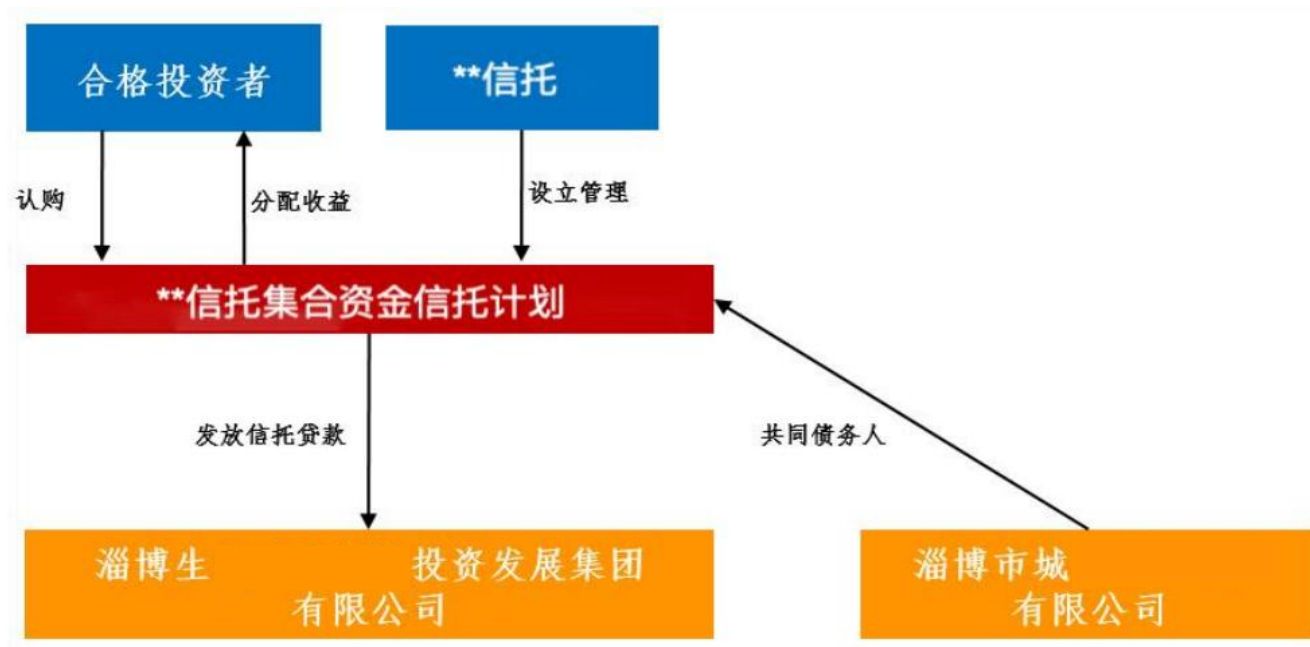 合格投资者
**信托
认购
分配收益
设立管理
**信托集合资金信托计划
发放信托贷款
共同债务人
淄博生 投资发展集团
有限公司
淄博市城
有限公司